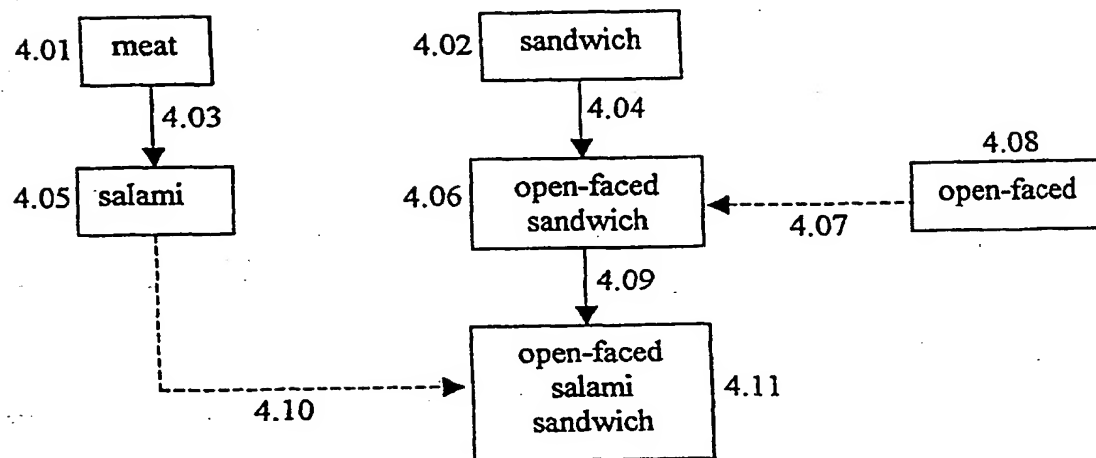 4.01
meat
4.02
sandwich
4.03
4.04
4.08
4.05
salami
4.06
open-faced
sandwich
open-faced
4.07
4.09
open-faced
salami
sandwich
4.11
4.10